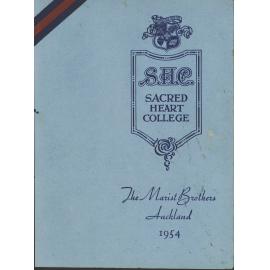 S.H.C.
SACRED
HEART
COLLEGE
The Marist Brothers
Auckland
1954